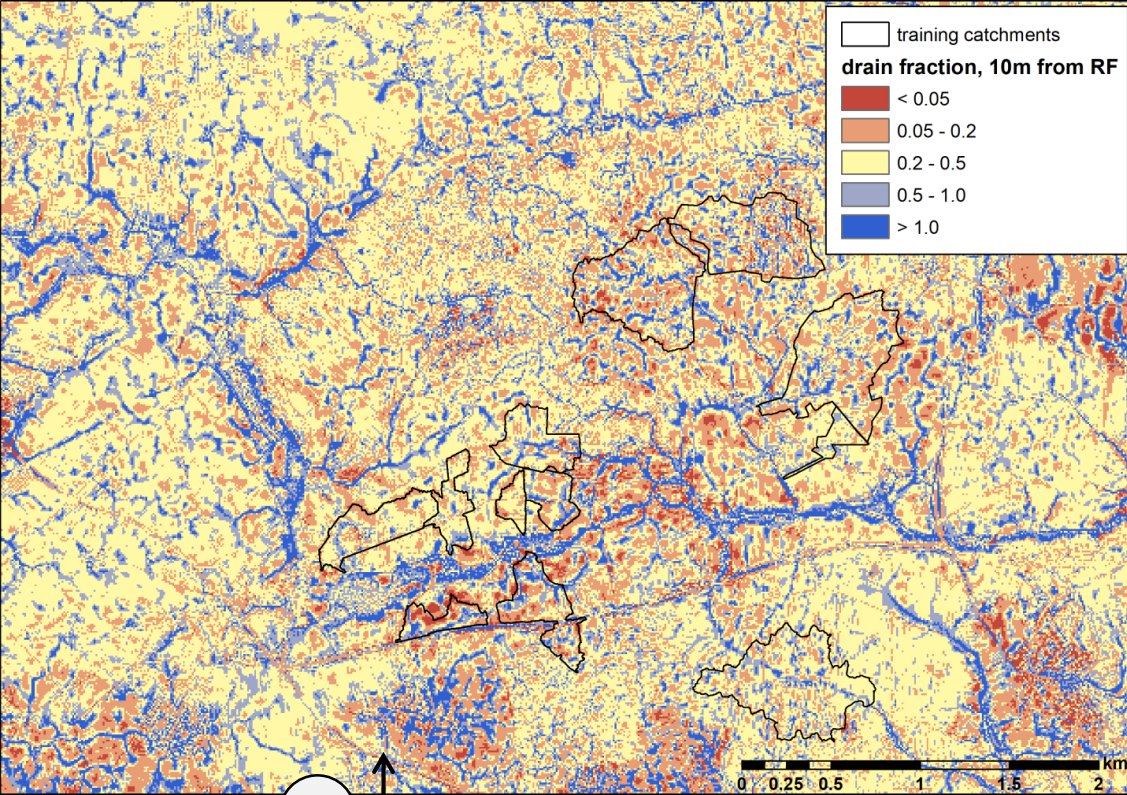 training catchments
drain fraction, 10m from RF
< 0.05
0.05 - 0.2
0.2 - 0.5
0.5 - 1.0
> 1.0
km
0 0.25 0.5 1 1.5 2